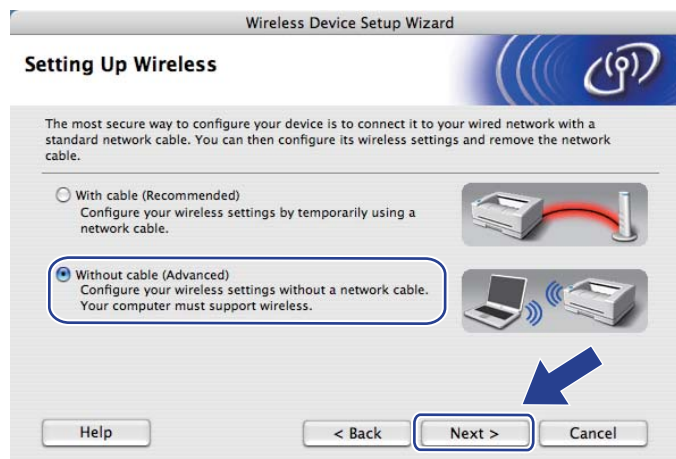 Wireless Device Setup Wizard
Setting Up Wireless
The most secure way to configure your device is to connect it to your wired network with a
standard network cable. You can then configure its wireless settings and remove the network
cable.
With cable (Recommended)
Configure your wireless settings by temporarily using a
network cable.
Without cable (Advanced)
Configure your wireless settings without a network cable.
Your computer must support wireless.
Help
< Back
Next >
Cancel